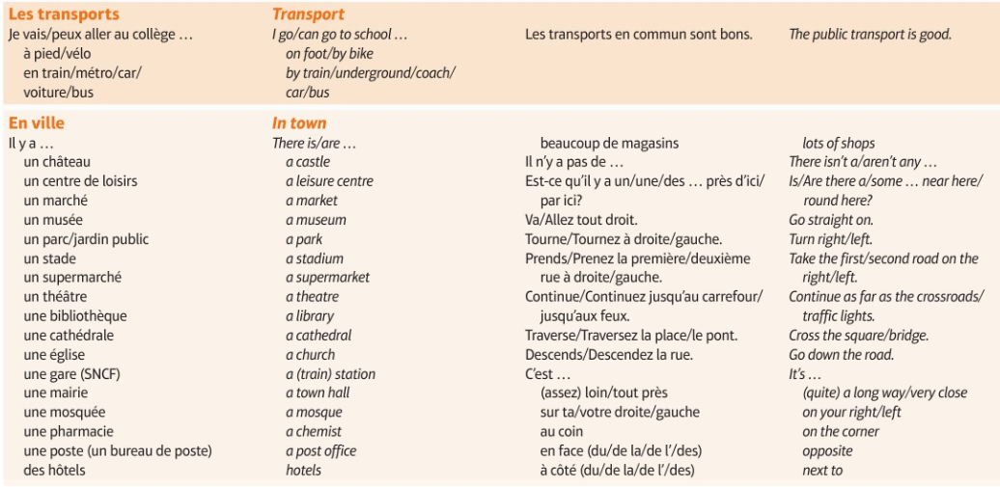 Les transports
Je vais/peux aller au collège …
à pied/vélo
en train/métro/car/
voiture/bus
Transport
I go/can go to school …
on foot/by bike
by train/underground/coach/
car/bus
Les transports en commun sont bons.
The public transport is good.
En ville
Il y a …
un château
un centre de loisirs
un marché
un musée
un parc/jardin public
un stade
un supermarché
un théâtre
une bibliothèque
une cathédrale
une église
une gare (SNCF)
une mairie
une mosquée
une pharmacie
une poste (un bureau de poste)
des hôtels
In town
There is/are …
a castle
a leisure centre
a market
a museum
a park
a stadium
a supermarket
a theatre
a library
a cathedral
a church
a (train) station
a town hall
a mosque
a chemist
a post office
hotels
beaucoup de magasins
Il n'y a pas de …
Est-ce qu'il y a un/une/des … près d'ici/
par ici?
Va/Allez tout droit.
Tourne/Tournez à droite/gauche.
Prends/Prenez la première/deuxième
rue à droite/gauche.
Continue/Continuez jusqu'au carrefour/
jusqu'aux feux.
Traverse/Traversez la place/le pont.
Descends/Descendez la rue.
C'est …
(assez) loin/tout près
sur ta/votre droite/gauche
au coin
en face (du/de la/de l'/des)
à côté (du/de la/de l'/des)
lots of shops
There isn't a/aren't any …
Is/Are there a/some … near here/
round here?
Go straight on.
Turn right/left.
Take the first/second road on the
right/left.
Continue as far as the crossroads/
traffic lights.
Cross the square/bridge.
Go down the road.
It's …
(quite) a long way/very close
on your right/left
on the corner
opposite
next to